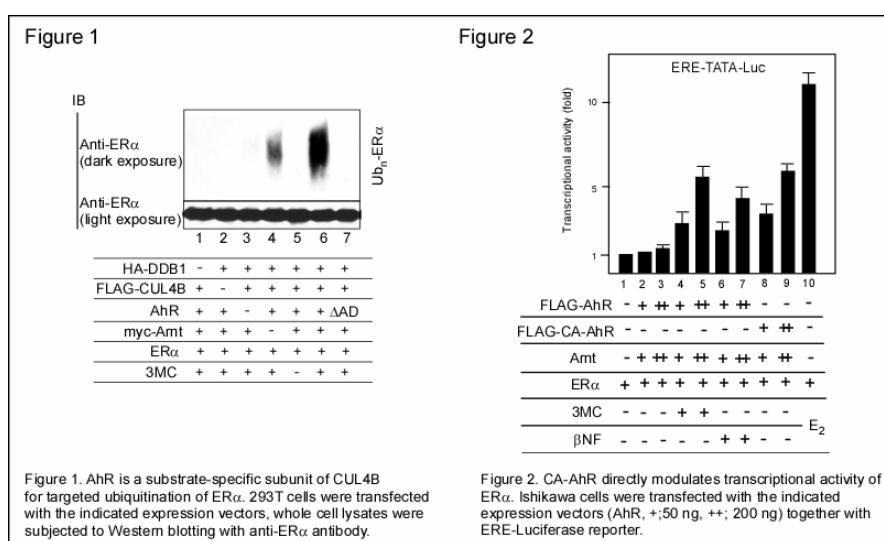 Figure 1
IB
Anti-ERα
(dark exposure)
Anti-ERα
(light exposure)
Ubn-ERα
1 2 3 4 5 6 7
HA-DDB1 - + + + + + +
FLAG-CUL4B + - + + + + +
AhR + + - + + + ΔAD
myc-Arnt + + + - + + +
ERα + + + + + + +
3MC + + + + - + +
Figure 1. AhR is a substrate-specific subunit of CUL4B
for targeted ubiquitination of ERα. 293T cells were transfected
with the indicated expression vectors, whole cell lysates were
subjected to Western blotting with anti-ERα antibody.
Figure 2
ERE-TATA-Luc
Transcriptional activity (fold)
10
5
1
1 2 3 4 5 6 7 8 9 10
FLAG-AhR - + ++ + ++ + ++ - - -
FLAG-CA-AhR - - - - - - - + ++ -
Arnt - + ++ + ++ + ++ + ++ -
ERα + + + + + + + + + +
3MC - - - + + - - - -
E2
βNF - - - - - + + - -
Figure 2. CA-AhR directly modulates transcriptional activity of
ERα. Ishikawa cells were transfected with the indicated
expression vectors (AhR, +;50 ng, ++; 200 ng) together with
ERE-Luciferase reporter.